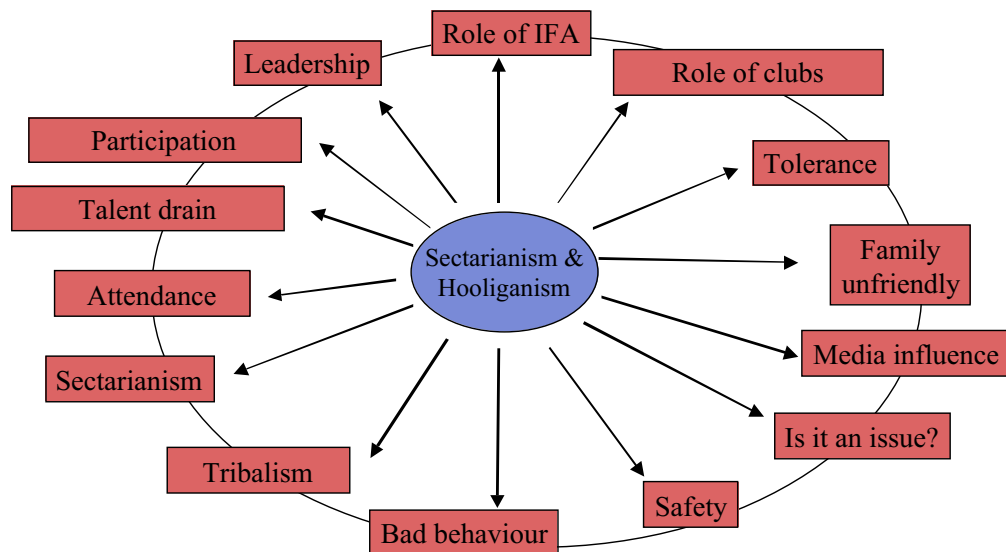 Role of IFA
Leadership
Role of clubs
Participation
Tolerance
Talent drain
Sectarianism &
Hooliganism
Family
unfriendly
Attendance
Media influence
Sectarianism
Is it an issue?
Tribalism
Safety
Bad behaviour